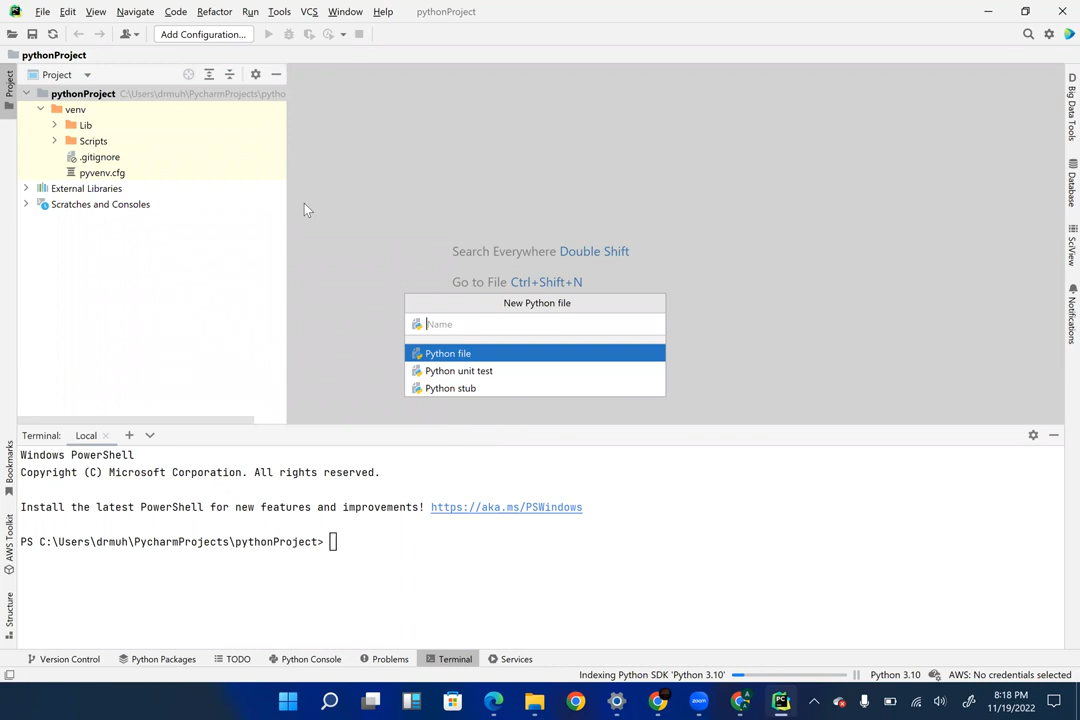 PC File Edit View Navigate Code Refactor Run Tools VCS Window Help pythonProject
Add Configuration...
pythonProject
Project
pythonProject C:\Users\drmuh\PycharmProjects\pytho
venv
Lib
Scripts
.gitignore
pyvenv.cfg
External Libraries
Scratches and Consoles
Project
Bookmarks
AWS Toolkit
Structure
D Big Data Tools
Database
SciView
Notifications
Search Everywhere Double Shift
Go to File Ctrl+Shift+N
New Python file
Name
Python file
Python unit test
Python stub
Terminal: Local
Windows PowerShell
Copyright (C) Microsoft Corporation. All rights reserved.
Install the latest PowerShell for new features and improvements! https://aka.ms/PSWindows
PS C:\Users\drmuh\PycharmProjects\pythonProject>
Version Control Python Packages TODO Python Console Problems Terminal Services
Indexing Python SDK 'Python 3.10' Python 3.10 AWS: No credentials selected
zoom A PC 8:18 PM
11/19/2022